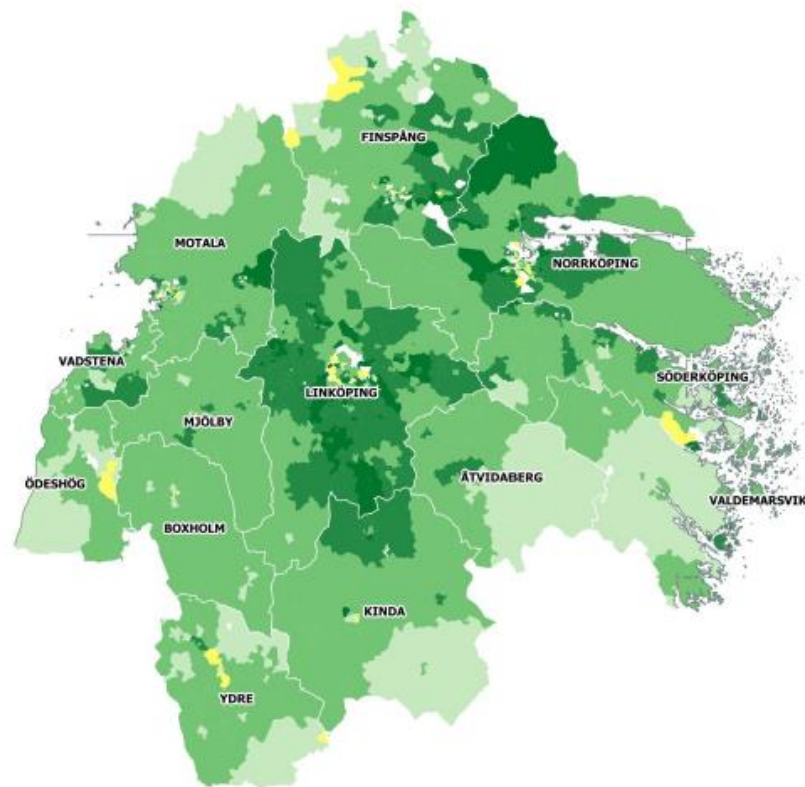 FINSPÅNG
MOTALA
NORRKÖPING
VADSTENA
SÖDERKÖPING
LINKÖPING
MJÖLBY
ÅTVIDABERG
ÖDESHÖG
VALDEMARSVIK
BOXHOLM
KINDA
YDRE